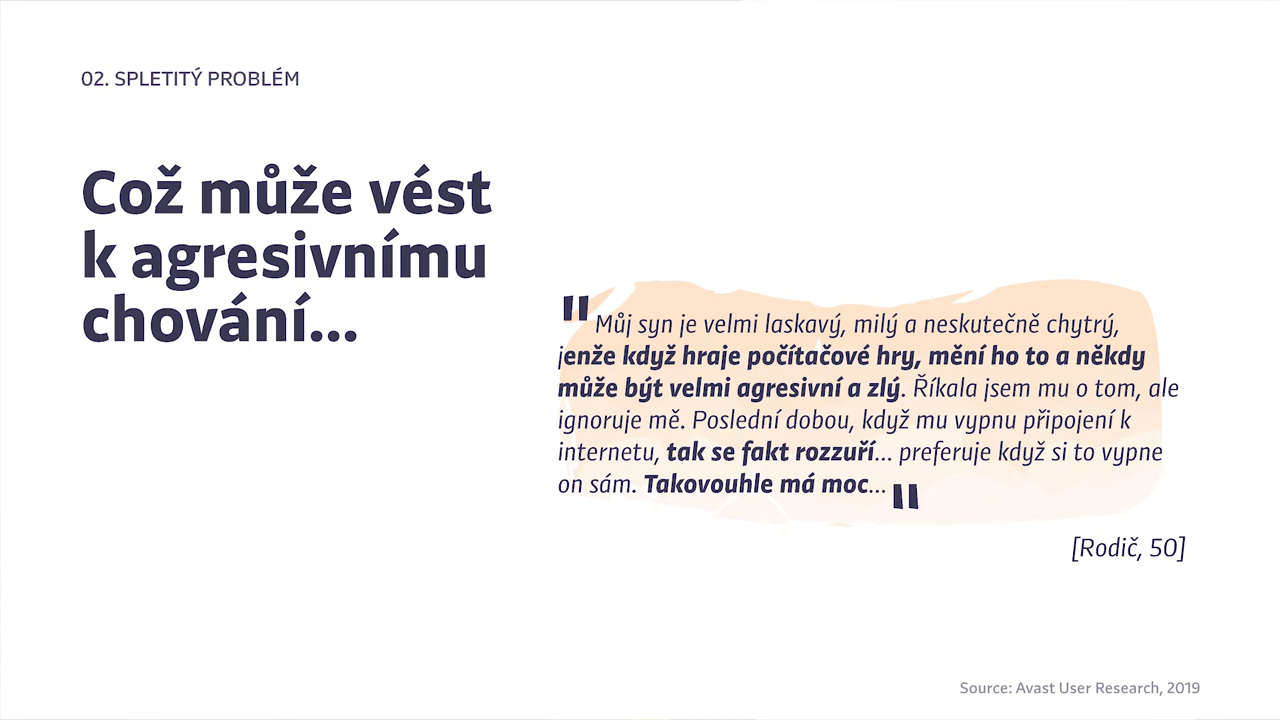 02. SPLETITÝ PROBLÉM
Což může vést
k agresivnímu
chování...
"Můj syn je velmi laskavý, milý a neskutečně chytrý,
jenže když hraje počítačové hry, mění ho to a někdy
může být velmi agresivní a zlý. Říkala jsem mu o tom, ale
ignoruje mě. Poslední dobou, když mu vypnu připojení k
internetu, tak se fakt rozzuří... preferuje když si to vypne
on sám. Takovouhle má moc..."
[Rodič, 50]
Source: Avast User Research, 2019